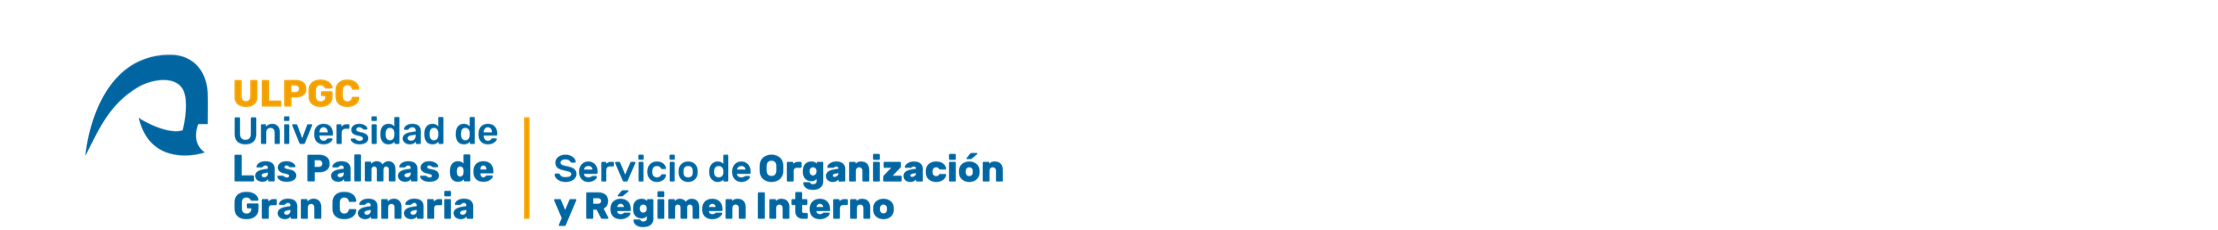 ULPGC
Universidad de
Las Palmas de
Gran Canaria
Servicio de Organización
y Régimen Interno